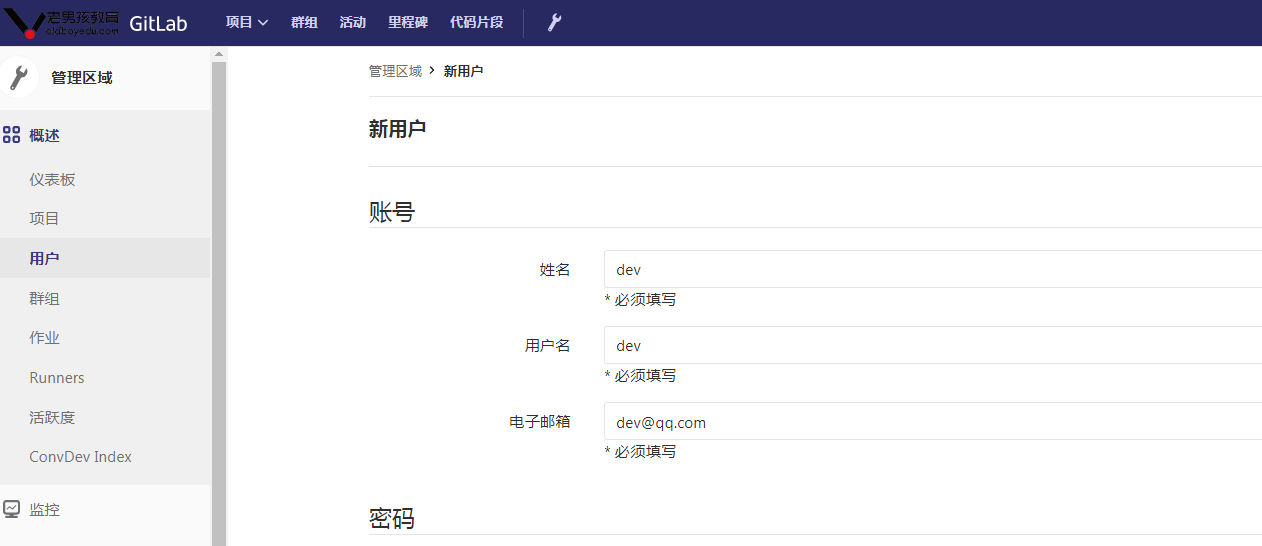 老男孩教育
oldboyedu.com
GitLab 项目 群组 活动 里程碑 代码片段
管理区域
概述
仪表板
项目
用户
群组
作业
Runners
活跃度
ConvDev Index
监控
管理区域 > 新用户
新用户
账号
姓名 dev
* 必须填写
用户名 dev
* 必须填写
电子邮箱 dev@qq.com
* 必须填写
密码